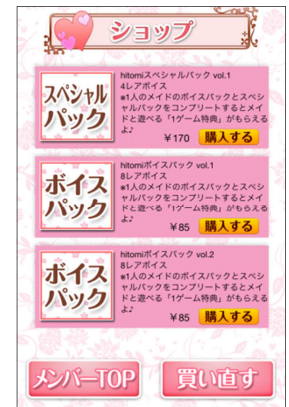 ショップ
スペシャル
パック
hitomiスペシャルパック vol.1
4レアボイス
※1人のメイドのボイスパックとスペシ
ャルパックをコンプリートするとメイ
ドと遊べる「1ゲーム特典」がもらえる
よ♪
￥170 購入する
ボイス
パック
hitomiボイスパック vol.1
8レアボイス
※1人のメイドのボイスパックとスペシ
ャルパックをコンプリートするとメイ
ドと遊べる「1ゲーム特典」がもらえる
よ♪
￥85 購入する
ボイス
パック
hitomiボイスパック vol.2
8レアボイス
※1人のメイドのボイスパックとスペシ
ャルパックをコンプリートするとメイ
ドと遊べる「1ゲーム特典」がもらえる
よ♪
￥85 購入する
メンバーTOP 買い直す